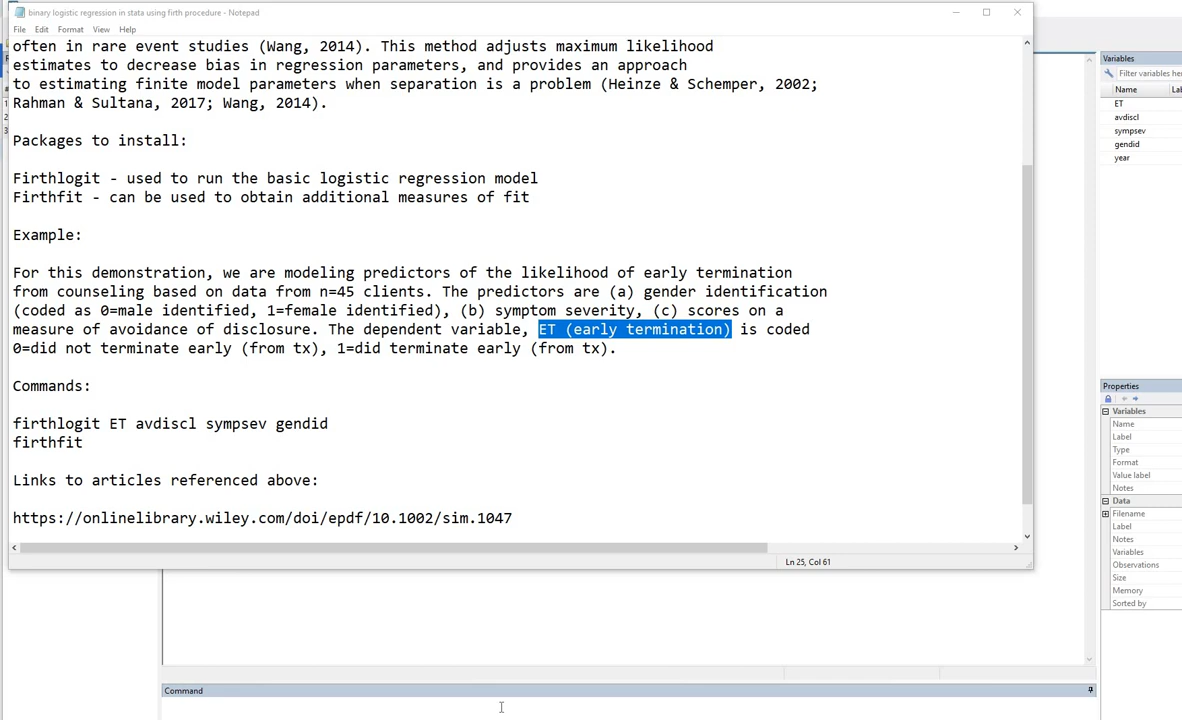 binary logistic regression in stata using firth procedure - Notepad
File Edit Format View Help
often in rare event studies (Wang, 2014). This method adjusts maximum likelihood
estimates to decrease bias in regression parameters, and provides an approach
to estimating finite model parameters when separation is a problem (Heinze & Schemper, 2002;
Rahman & Sultana, 2017; Wang, 2014).
Packages to install:
Firthlogit - used to run the basic logistic regression model
Firthfit - can be used to obtain additional measures of fit
Example:
For this demonstration, we are modeling predictors of the likelihood of early termination
from counseling based on data from n=45 clients. The predictors are (a) gender identification
(coded as 0=male identified, 1=female identified), (b) symptom severity, (c) scores on a
measure of avoidance of disclosure. The dependent variable, ET (early termination) is coded
0=did not terminate early (from tx), 1=did terminate early (from tx).
Commands:
firthlogit ET avdiscl sympsev gendid
firthfit
Links to articles referenced above:
https://onlinelibrary.wiley.com/doi/epdf/10.1002/sim.1047
Ln 25, Col 61
Command
Variables
Filter variables here
Name
ET
avdiscl
sympsev
gendid
year
Properties
Variables
Name
Label
Type
Format
Value label
Notes
Data
Filename
Label
Notes
Variables
Observations
Size
Memory
Sorted by